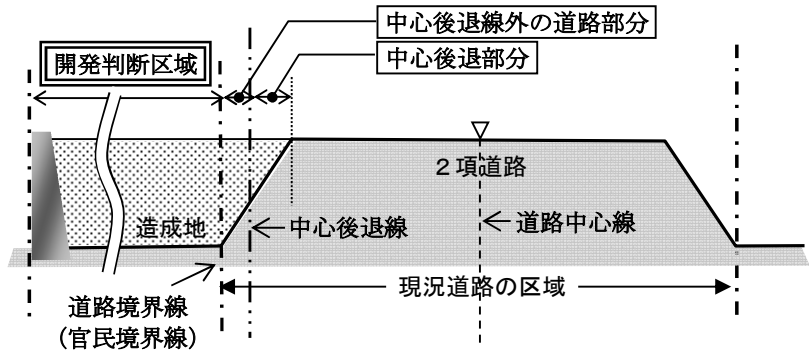 中心後退線外の道路部分
中心後退部分
開発判断区域
２項道路
造成地
中心後退線
道路中心線
現況道路の区域
道路境界線
（官民境界線）